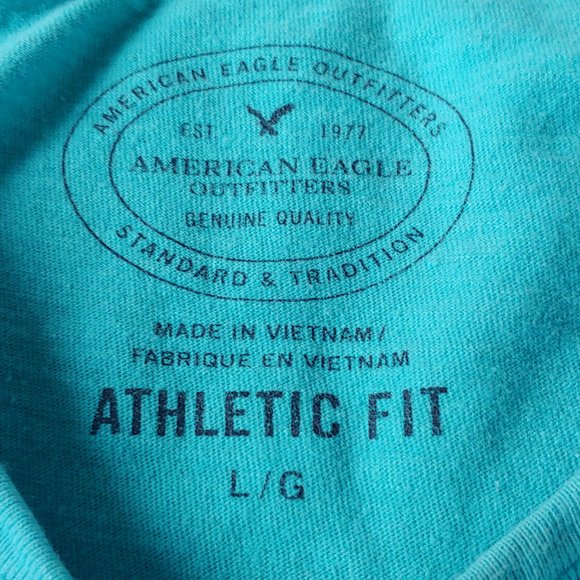 AMERICAN EAGLE OUTFITTERS
EST 1977
AMERICAN EAGLE
OUTFITTERS
GENUINE QUALITY
STANDARD & TRADITION
MADE IN VIETNAM/
FABRIQUE EN VIETNAM
ATHLETIC FIT
L/G